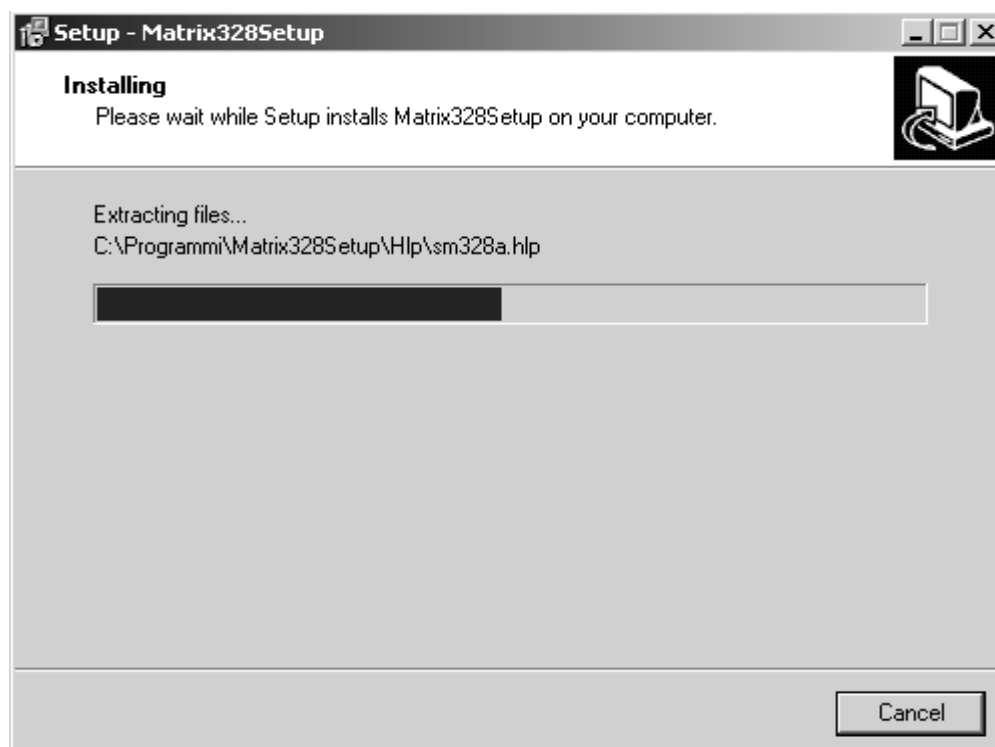 Setup - Matrix328Setup
Installing
Please wait while Setup installs Matrix328Setup on your computer.
Extracting files...
C:\Programmi\Matrix328Setup\Hlp\sm328a.hlp
Cancel